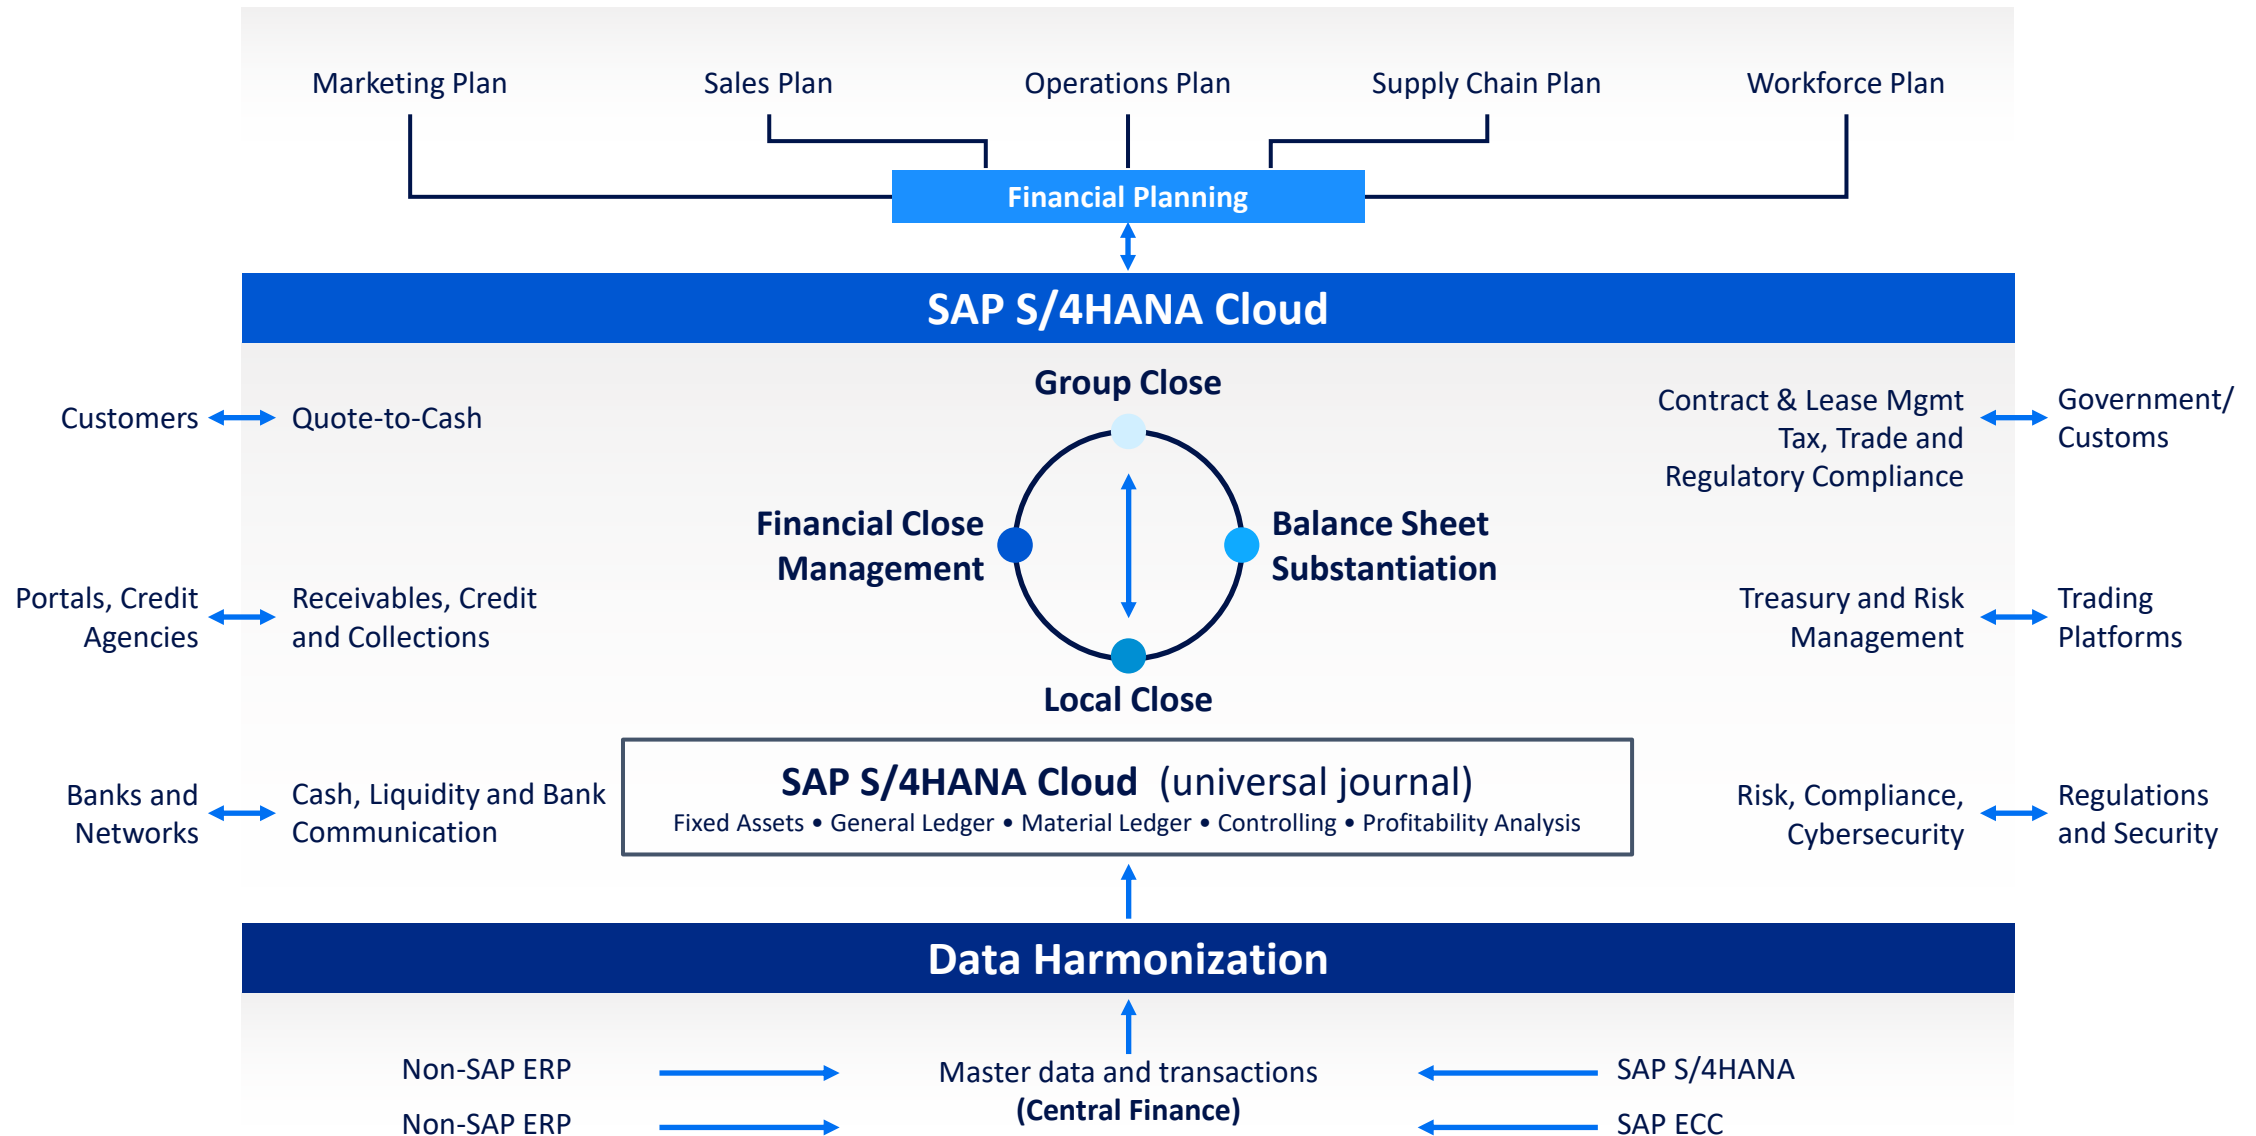 Marketing Plan
Sales Plan
Operations Plan
Supply Chain Plan
Workforce Plan
Financial Planning
SAP S/4HANA Cloud
Customers
Quote-to-Cash
Portals, Credit
Agencies
Receivables, Credit
and Collections
Banks and
Networks
Cash, Liquidity and Bank
Communication
Group Close
Financial Close
Management
Balance Sheet
Substantiation
Local Close
Contract & Lease Mgmt
Tax, Trade and
Regulatory Compliance
Government/
Customs
Treasury and Risk
Management
Trading
Platforms
Risk, Compliance,
Cybersecurity
Regulations
and Security
SAP S/4HANA Cloud (universal journal)
Fixed Assets • General Ledger • Material Ledger • Controlling • Profitability Analysis
Data Harmonization
Non-SAP ERP
Non-SAP ERP
Master data and transactions
(Central Finance)
SAP S/4HANA
SAP ECC